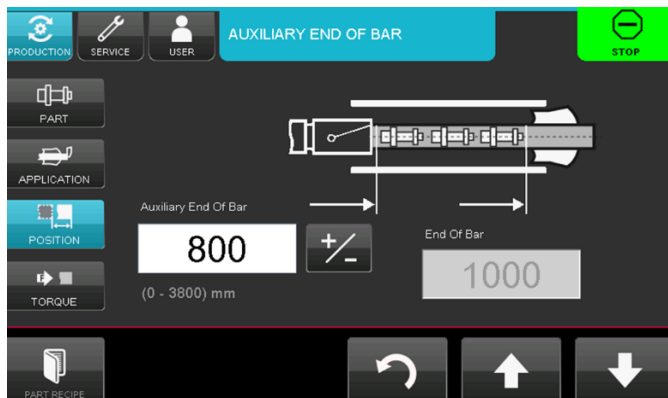 PRODUCTION
SERVICE
USER
AUXILIARY END OF BAR
STOP
PART
APPLICATION
POSITION
TORQUE
Auxiliary End Of Bar
800
+/-
(0 - 3800) mm
End Of Bar
1000
PART RECIPE